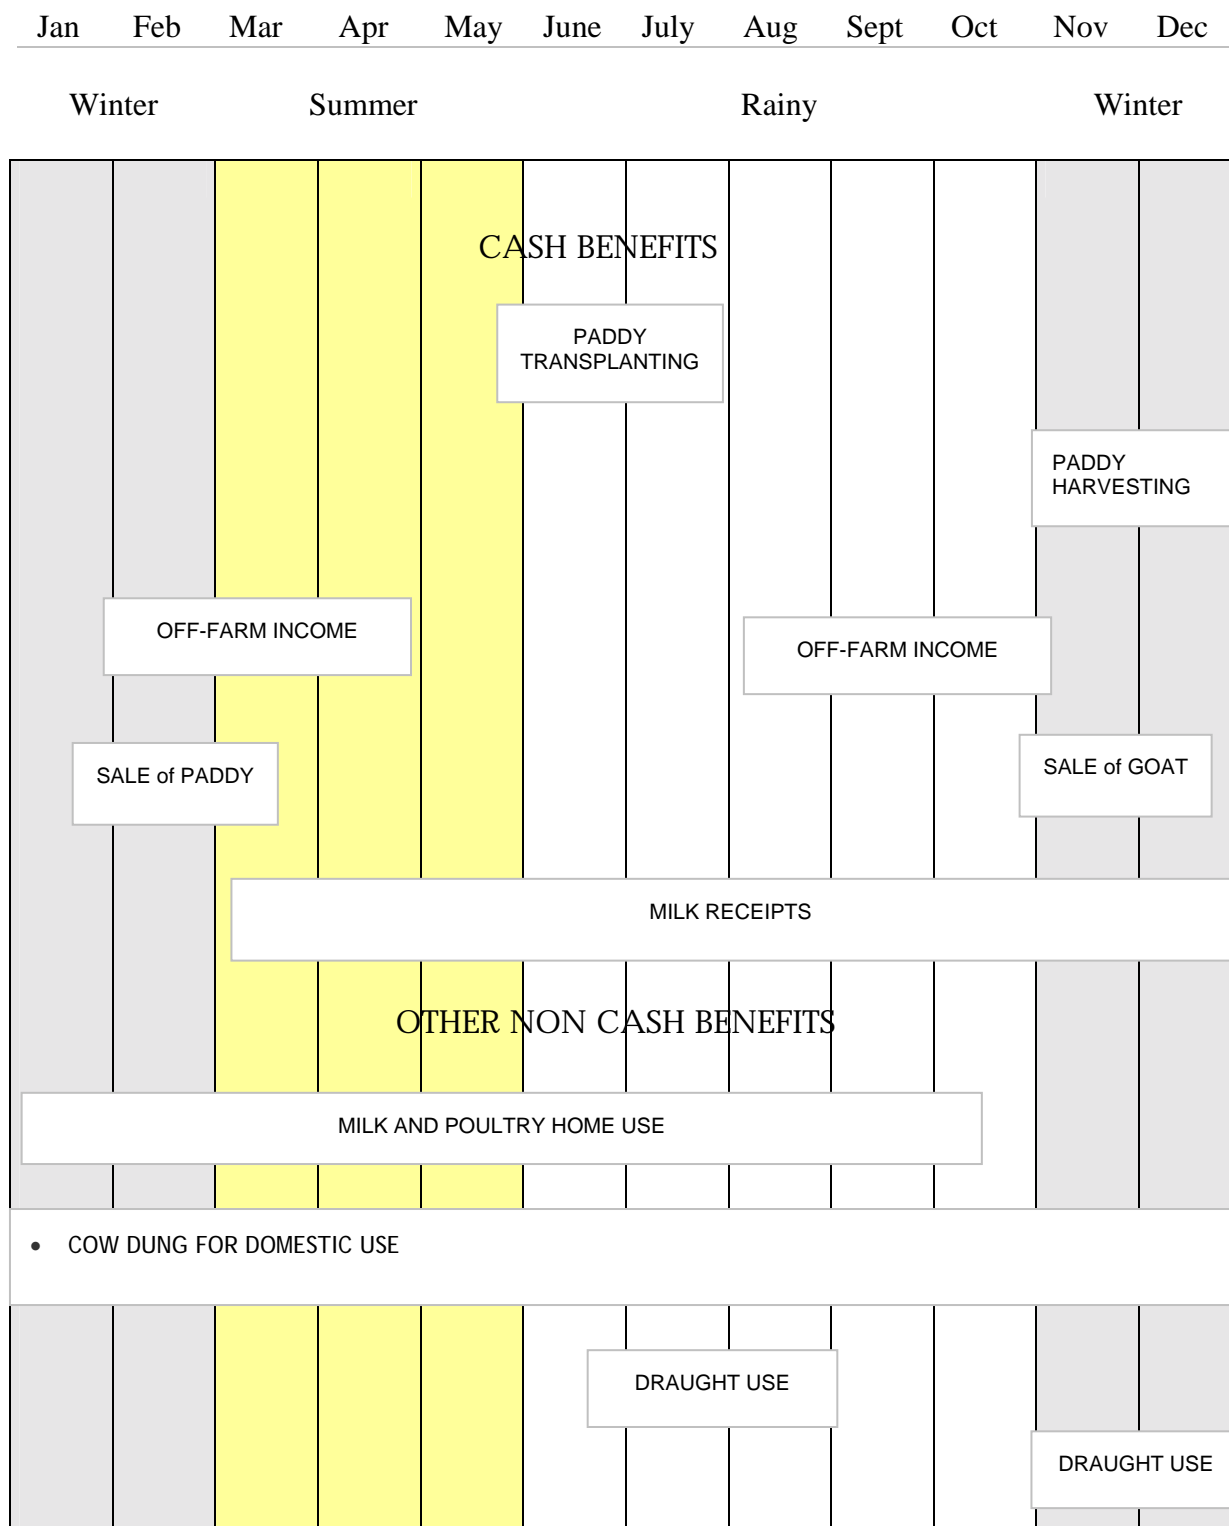 Jan Feb Mar Apr May June July Aug Sept Oct Nov Dec
Winter Summer Rainy Winter
CASH BENEFITS
PADDY
TRANSPLANTING
PADDY
HARVESTING
OFF-FARM INCOME
OFF-FARM INCOME
SALE of PADDY
SALE of GOAT
MILK RECEIPTS
OTHER NON CASH BENEFITS
MILK AND POULTRY HOME USE
• COW DUNG FOR DOMESTIC USE
DRAUGHT USE
DRAUGHT USE